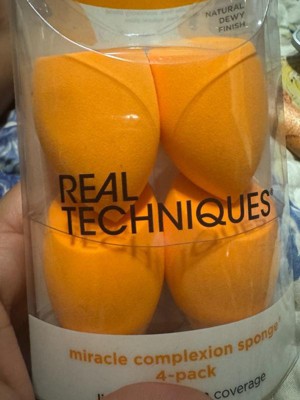 NATURAL
DEWY
FINISH
REAL
TECHNIQUES®
miracle complexion sponge®
4-pack
coverage